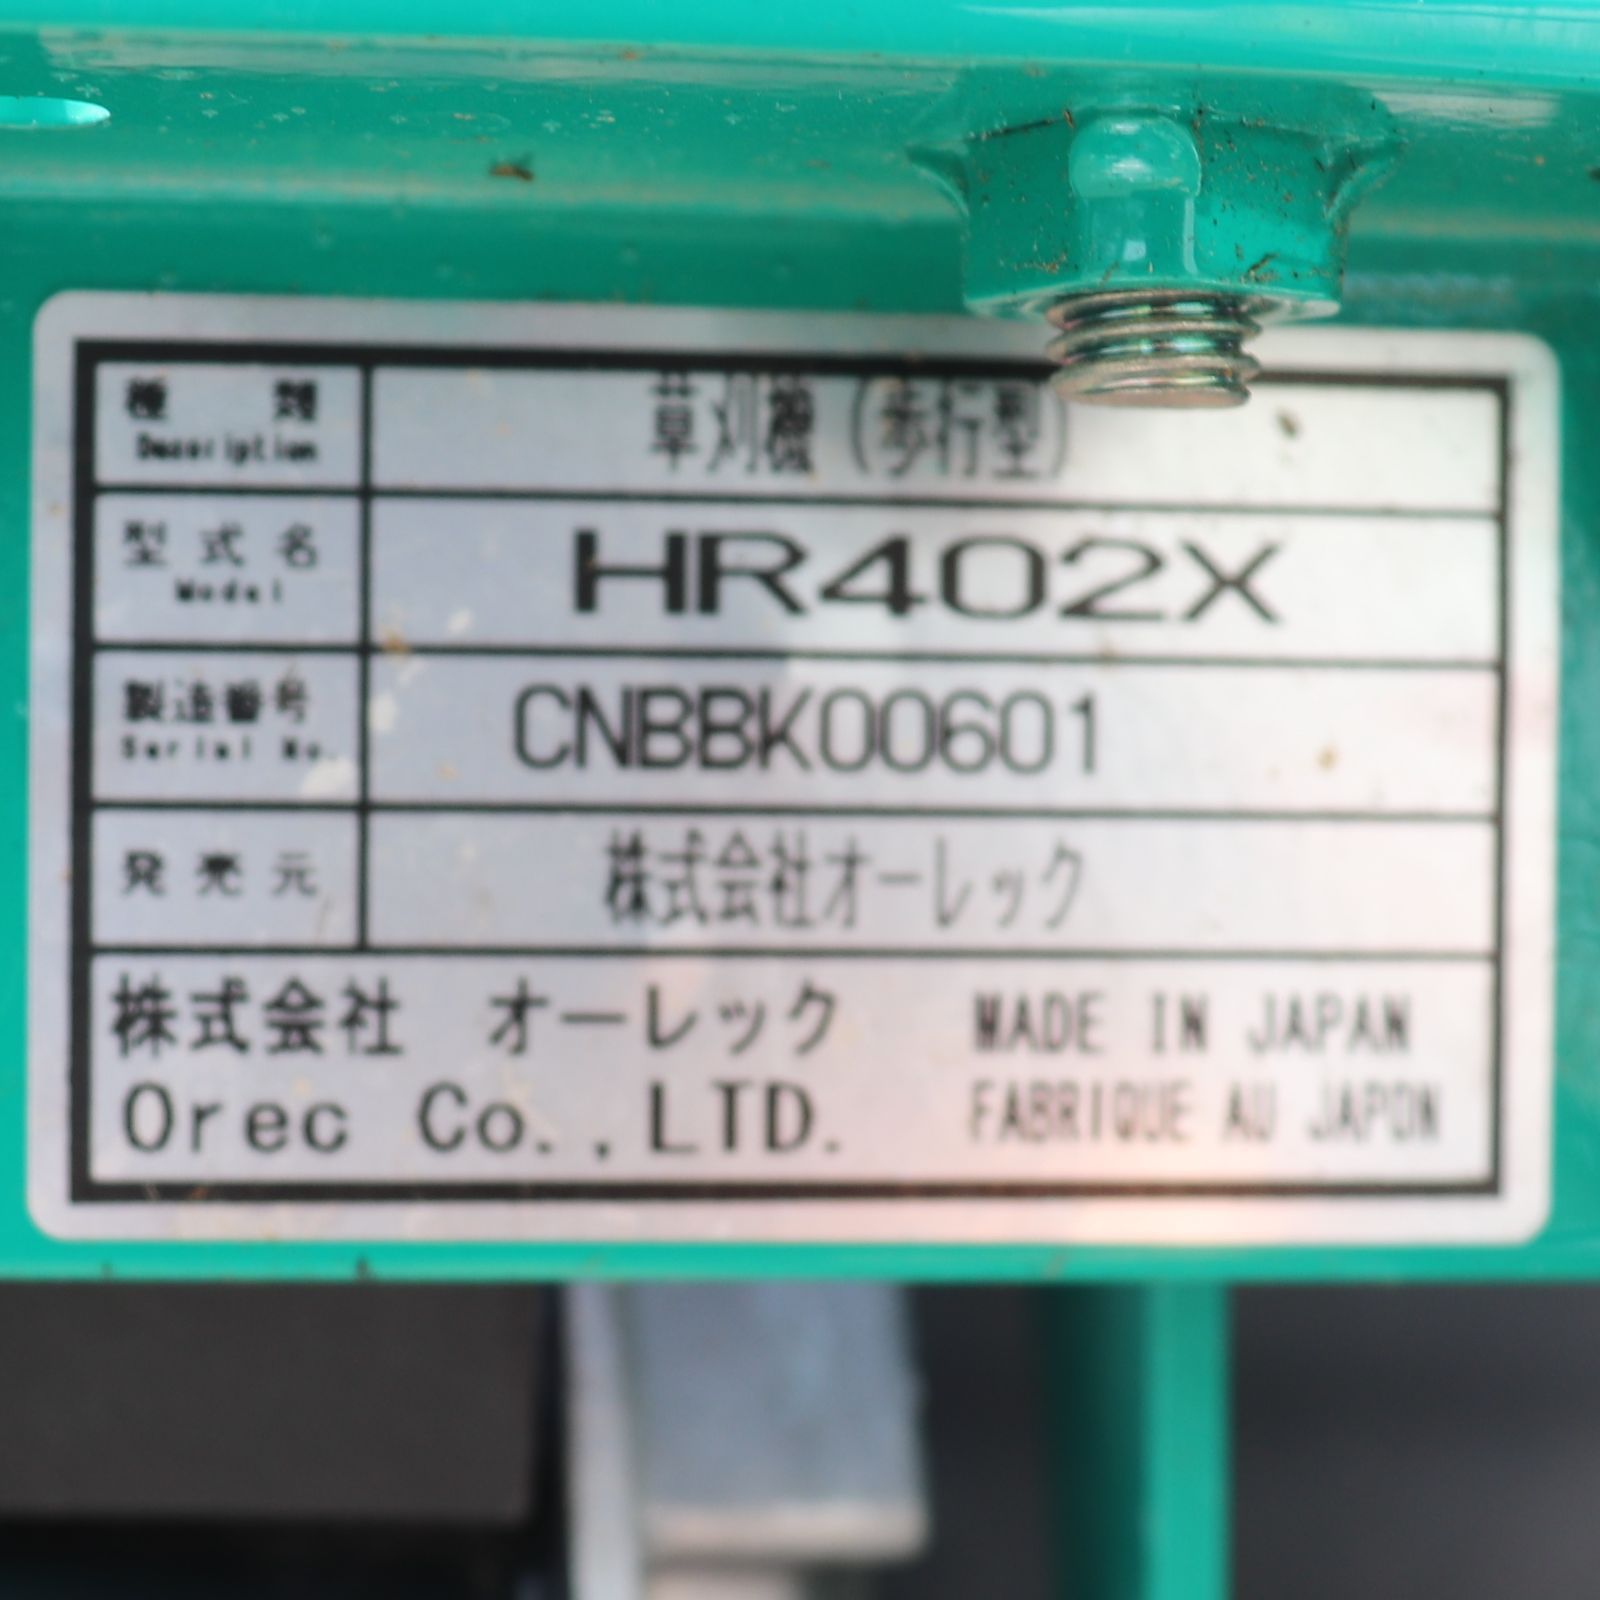 種類 草刈機(歩行型)
Description
型式名 HR402X
Model
製造番号 CNBBK00601
Serial No.
発売元 株式会社オーレック
株式会社 オーレック MADE IN JAPAN
Orec Co.,LTD. FABRIQUE AU JAPON